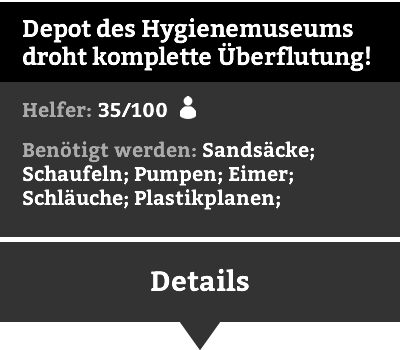 Depot des Hygienemuseums
droht komplette Überflutung!
Helfer: 35/100
Benötigt werden: Sandsäcke;
Schaufeln; Pumpen; Eimer;
Schläuche; Plastikplanen;
Details